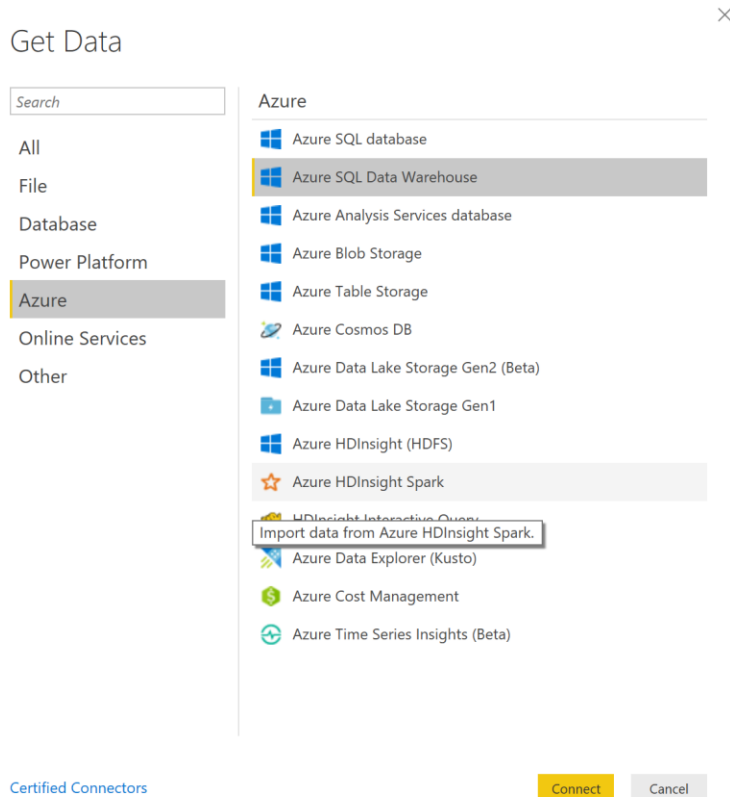 Get Data
Search
All
File
Database
Power Platform
Azure
Online Services
Other
Azure
Azure SQL database
Azure SQL Data Warehouse
Azure Analysis Services database
Azure Blob Storage
Azure Table Storage
Azure Cosmos DB
Azure Data Lake Storage Gen2 (Beta)
Azure Data Lake Storage Gen1
Azure HDInsight (HDFS)
Azure HDInsight Spark
HDInsight Interactive Query
Import data from Azure HDInsight Spark.
Azure Data Explorer (Kusto)
Azure Cost Management
Azure Time Series Insights (Beta)
Certified Connectors
Connect
Cancel